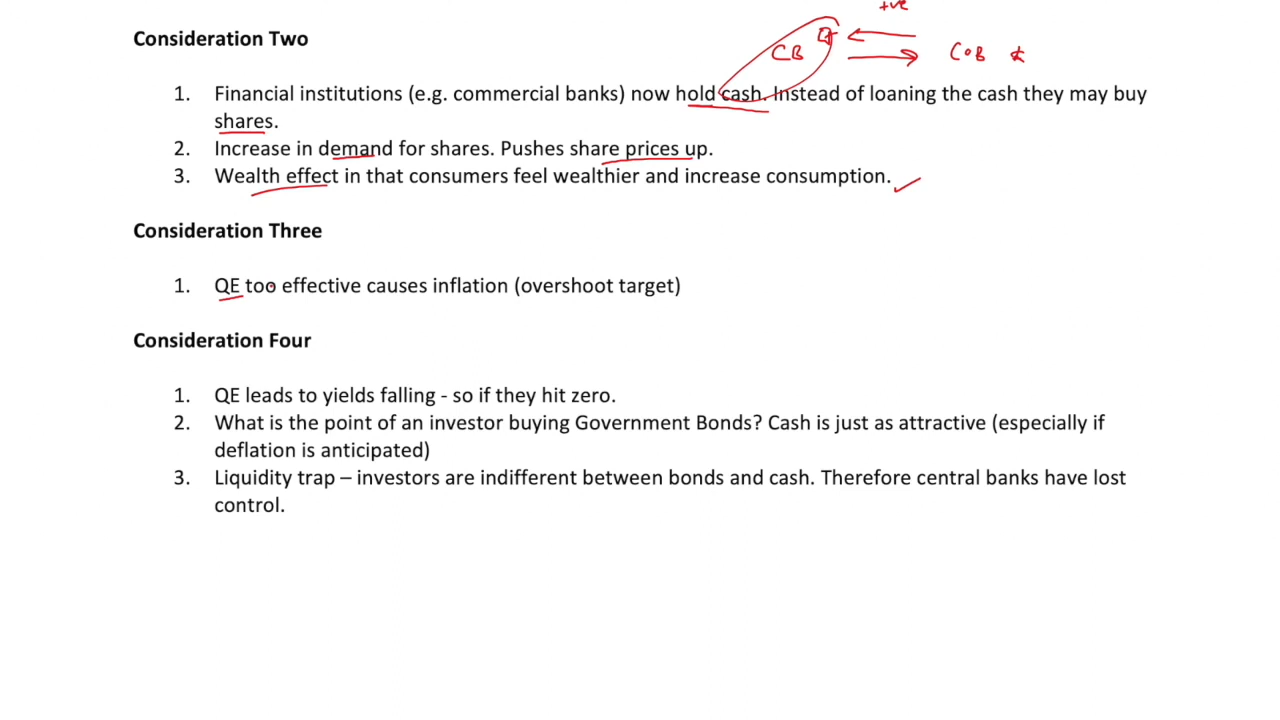 +ve
Consideration Two
CB
COB
1. Financial institutions (e.g. commercial banks) now hold cash. Instead of loaning the cash they may buy
shares.
2. Increase in demand for shares. Pushes share prices up.
3. Wealth effect in that consumers feel wealthier and increase consumption.
Consideration Three
1. QE too effective causes inflation (overshoot target)
Consideration Four
1. QE leads to yields falling - so if they hit zero.
2. What is the point of an investor buying Government Bonds? Cash is just as attractive (especially if
deflation is anticipated)
3. Liquidity trap – investors are indifferent between bonds and cash. Therefore central banks have lost
control.